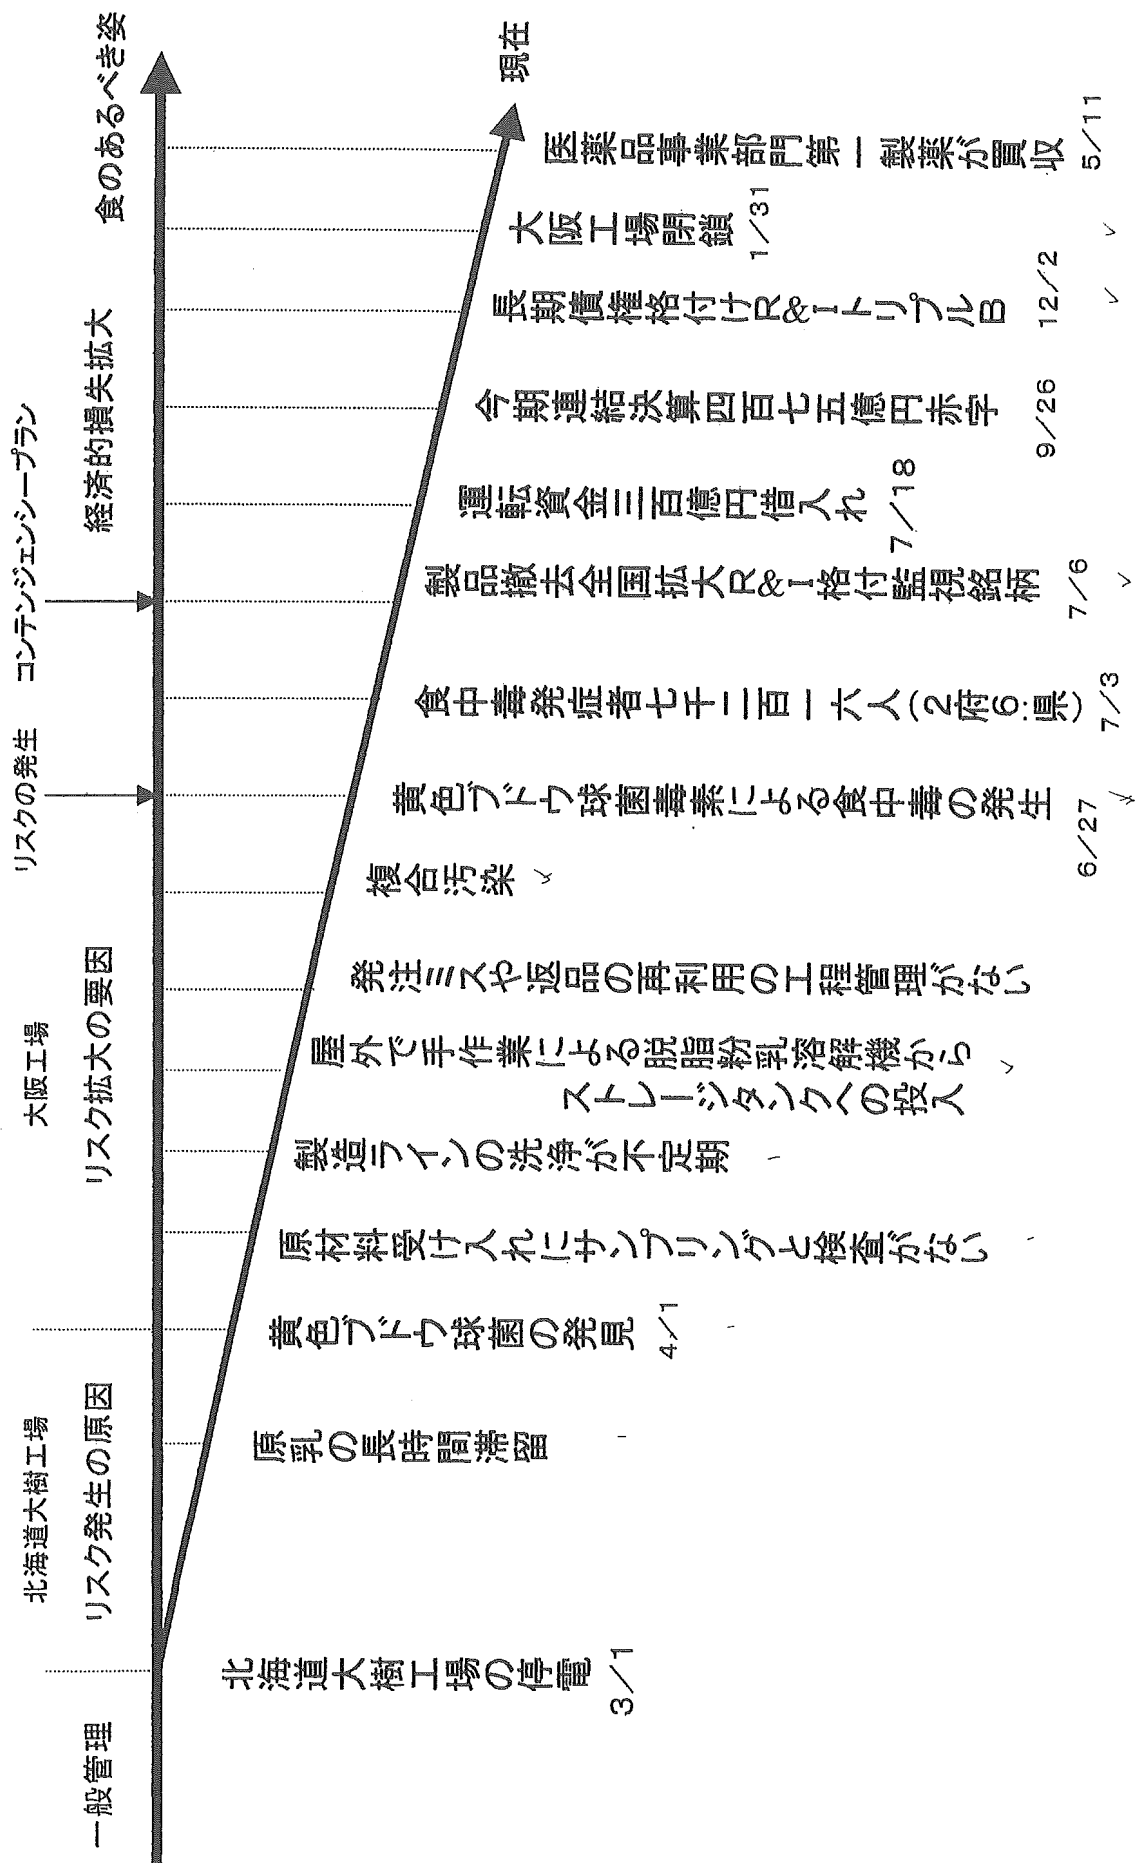 北海道大樹工場
大阪工場
リスクの発生
コンテンジェンシープラン
一般管理
リスク発生の原因
リスク拡大の要因
経済的損失拡大
食のあるべき姿
現在
北海道大樹工場の停電
3/1
原乳の長時間滞留
黄色ブドウ球菌の発見
4/1
原材料受け入れにサンプリングと検査がない
製造ラインの洗浄が不定期
屋外で手作業による脱脂粉乳溶解機から
ストレージタンクへの投入
発注ミスや返品の再利用の工程管理がない
複合汚染
黄色ブドウ球菌毒素による食中毒の発生
6/27
食中毒発症者七千二百一六人(2府6県)
7/3
製品撤去全国拡大R&I格付監視銘柄
7/6
運転資金三百億円借入れ
7/18
今期連結決算四百七五億円赤字
9/26
長期債権格付けR&IトリプルB
12/2
大阪工場閉鎖
1/31
医薬品事業部門第一製薬が買収
5/11